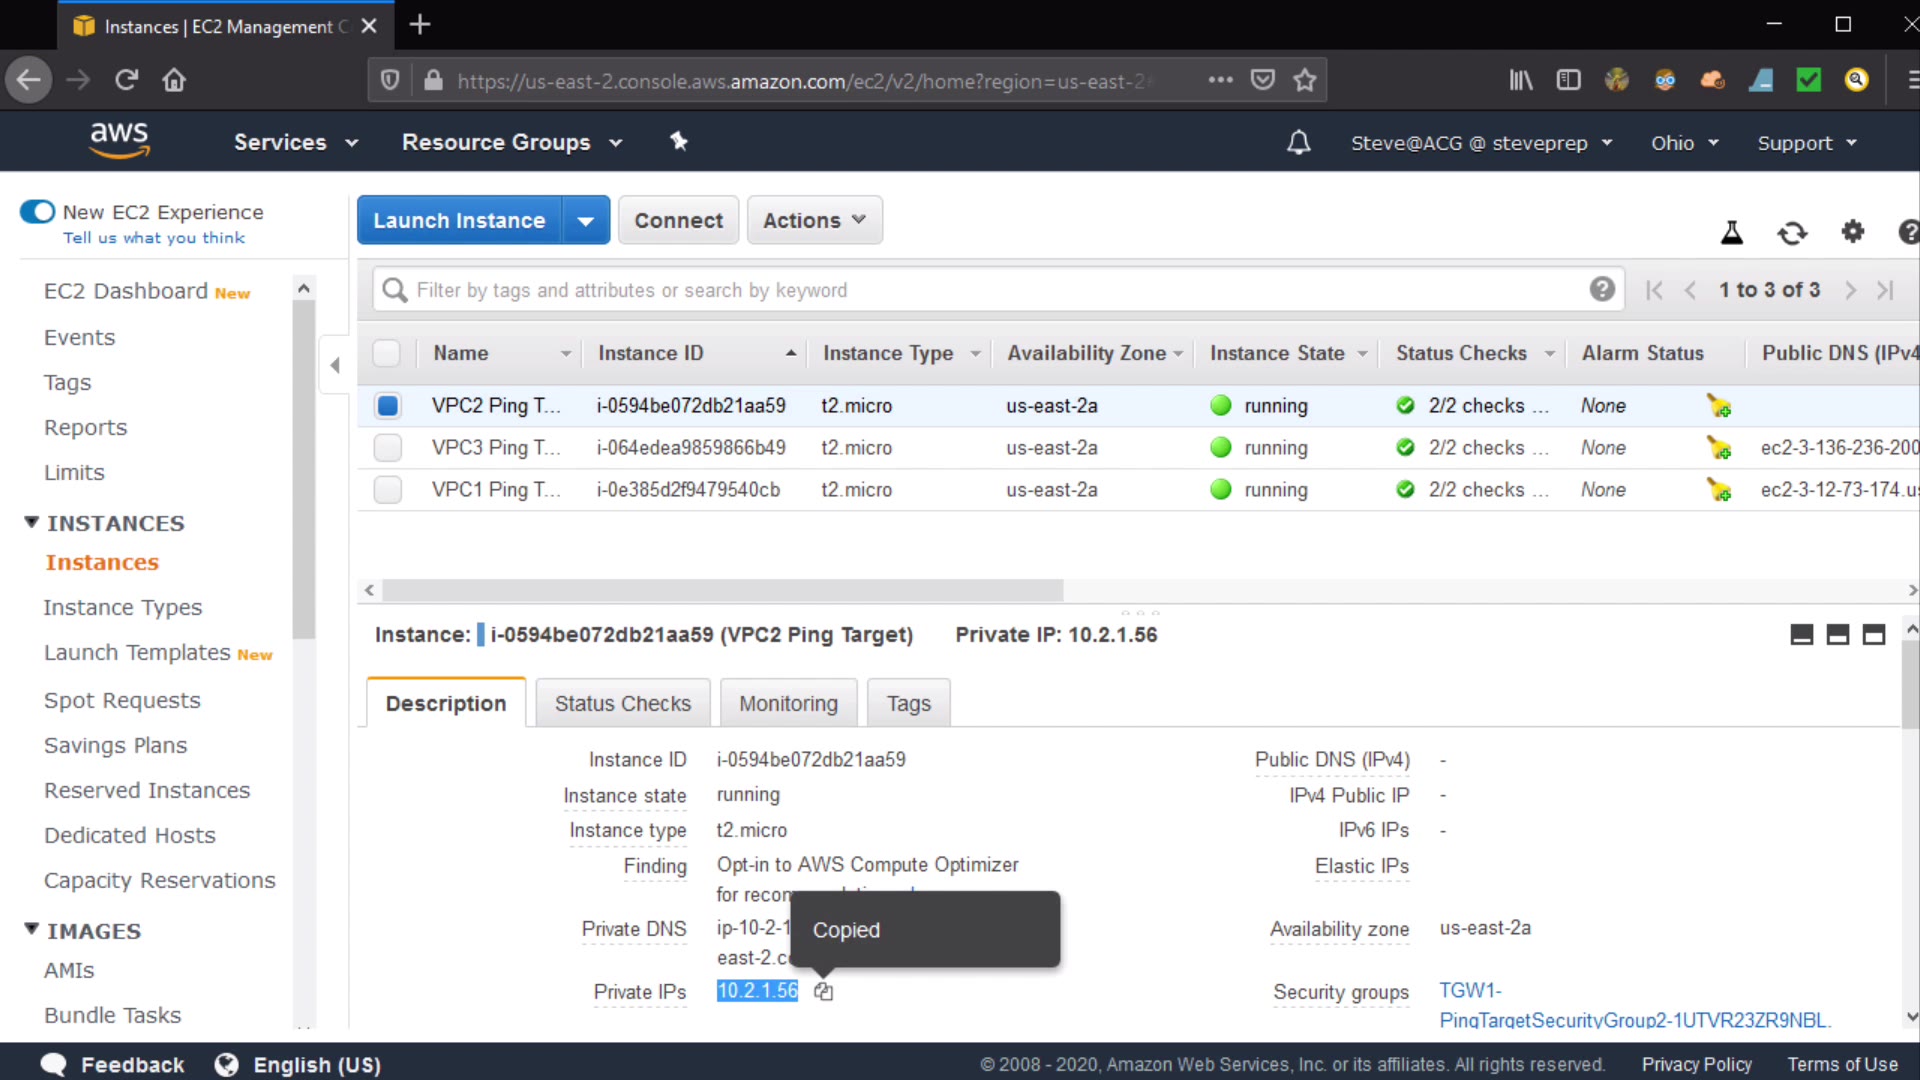 Instances | EC2 Management C
https://us-east-2.console.aws.amazon.com/ec2/v2/home?region=us-east-2
aws
Services
Resource Groups
Steve@ACG @ steveprep
Ohio
Support
New EC2 Experience
Tell us what you think
EC2 Dashboard New
Events
Tags
Reports
Limits
INSTANCES
Instances
Instance Types
Launch Templates New
Spot Requests
Savings Plans
Reserved Instances
Dedicated Hosts
Capacity Reservations
IMAGES
AMIs
Bundle Tasks
Launch Instance
Connect
Actions
Filter by tags and attributes or search by keyword
1 to 3 of 3
Name Instance ID Instance Type Availability Zone Instance State Status Checks Alarm Status Public DNS (IPv4
VPC2 Ping T... i-0594be072db21aa59 t2.micro us-east-2a running 2/2 checks ... None
VPC3 Ping T... i-064edea9859866b49 t2.micro us-east-2a running 2/2 checks ... None ec2-3-136-236-200
VPC1 Ping T... i-0e385d2f9479540cb t2.micro us-east-2a running 2/2 checks ... None ec2-3-12-73-174.us
Instance: i-0594be072db21aa59 (VPC2 Ping Target) Private IP: 10.2.1.56
Description
Status Checks
Monitoring
Tags
Instance ID i-0594be072db21aa59
Instance state running
Instance type t2.micro
Finding Opt-in to AWS Compute Optimizer
for recom
Private DNS ip-10-2-1
east-2.c
Copied
Private IPs 10.2.1.56
Public DNS (IPv4) -
IPv4 Public IP -
IPv6 IPs -
Elastic IPs
Availability zone us-east-2a
Security groups TGW1-
PingTargetSecurityGroup2-1UTVR23ZR9NBL.
Feedback
English (US)
© 2008 - 2020, Amazon Web Services, Inc. or its affiliates. All rights reserved.
Privacy Policy
Terms of Use